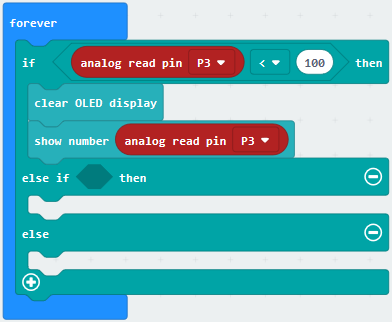 forever
if analog read pin P3 < 100 then
clear OLED display
show number analog read pin P3
else if then
else